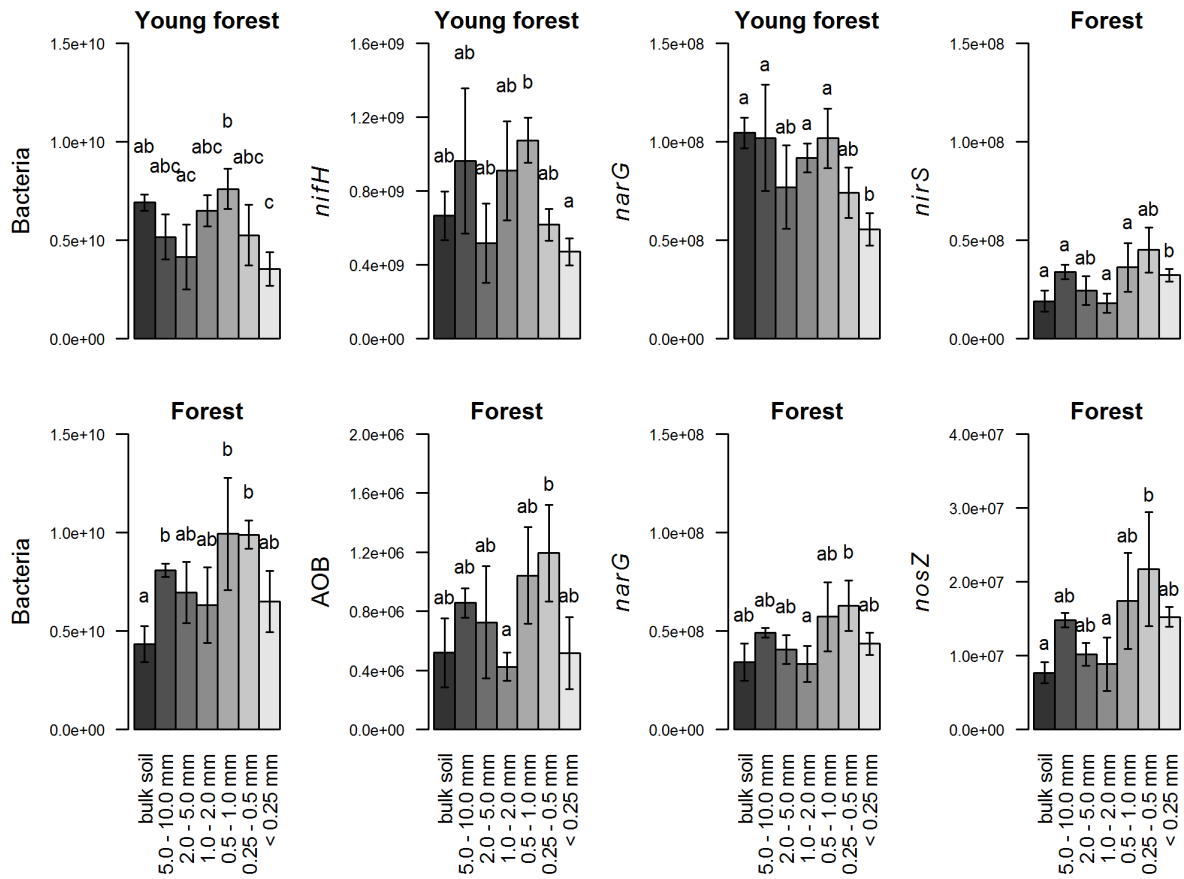 Young forest
Bacteria
1.5e+10
1.0e+10
0.5e+10
0.0e+00
ab
abc
ac
abc
b
abc
c
Young forest
nifH
1.6e+09
1.2e+09
0.8e+09
0.4e+09
0.0e+00
ab
ab
ab
ab
b
ab
a
Young forest
narG
1.5e+08
1.0e+08
0.5e+08
0.0e+00
a
a
ab
a
a
ab
b
Forest
nirS
1.5e+08
1.0e+08
0.5e+08
0.0e+00
a
a
ab
a
a
ab
b
Forest
Bacteria
1.5e+10
1.0e+10
0.5e+10
0.0e+00
a
b
ab
ab
b
b
ab
bulk soil
5.0 - 10.0 mm
2.0 - 5.0 mm
1.0 - 2.0 mm
0.5 - 1.0 mm
0.25 - 0.5 mm
< 0.25 mm
Forest
AOB
2.0e+06
1.6e+06
1.2e+06
0.8e+06
0.4e+06
0.0e+00
ab
ab
ab
a
ab
b
ab
bulk soil
5.0 - 10.0 mm
2.0 - 5.0 mm
1.0 - 2.0 mm
0.5 - 1.0 mm
0.25 - 0.5 mm
< 0.25 mm
Forest
narG
1.5e+08
1.0e+08
0.5e+08
0.0e+00
ab
ab
ab
a
ab
b
ab
bulk soil
5.0 - 10.0 mm
2.0 - 5.0 mm
1.0 - 2.0 mm
0.5 - 1.0 mm
0.25 - 0.5 mm
< 0.25 mm
Forest
nosZ
4.0e+07
3.0e+07
2.0e+07
1.0e+07
0.0e+00
a
ab
ab
a
ab
b
ab
bulk soil
5.0 - 10.0 mm
2.0 - 5.0 mm
1.0 - 2.0 mm
0.5 - 1.0 mm
0.25 - 0.5 mm
< 0.25 mm